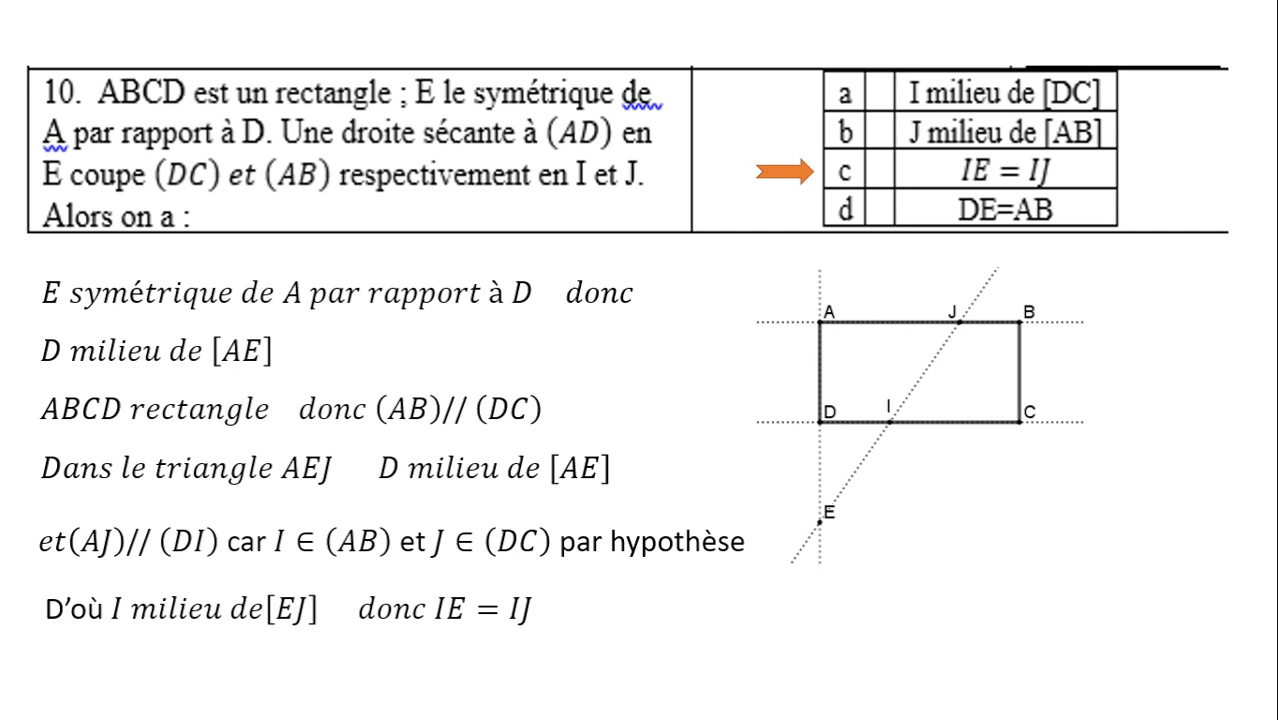 10. ABCD est un rectangle ; E le symétrique de
A par rapport à D. Une droite sécante à (AD) en
E coupe (DC) et (AB) respectivement en I et J.
Alors on a :
a I milieu de [DC]
b J milieu de [AB]
c IE = IJ
d DE=AB
E symétrique de A par rapport à D donc
D milieu de [AE]
ABCD rectangle donc (AB)// (DC)
Dans le triangle AEJ D milieu de [AE]
et(AJ)// (DI) car I ∈ (AB) et J ∈ (DC) par hypothèse
D’où I milieu de[EJ] donc IE = IJ
A J B
D I C
E